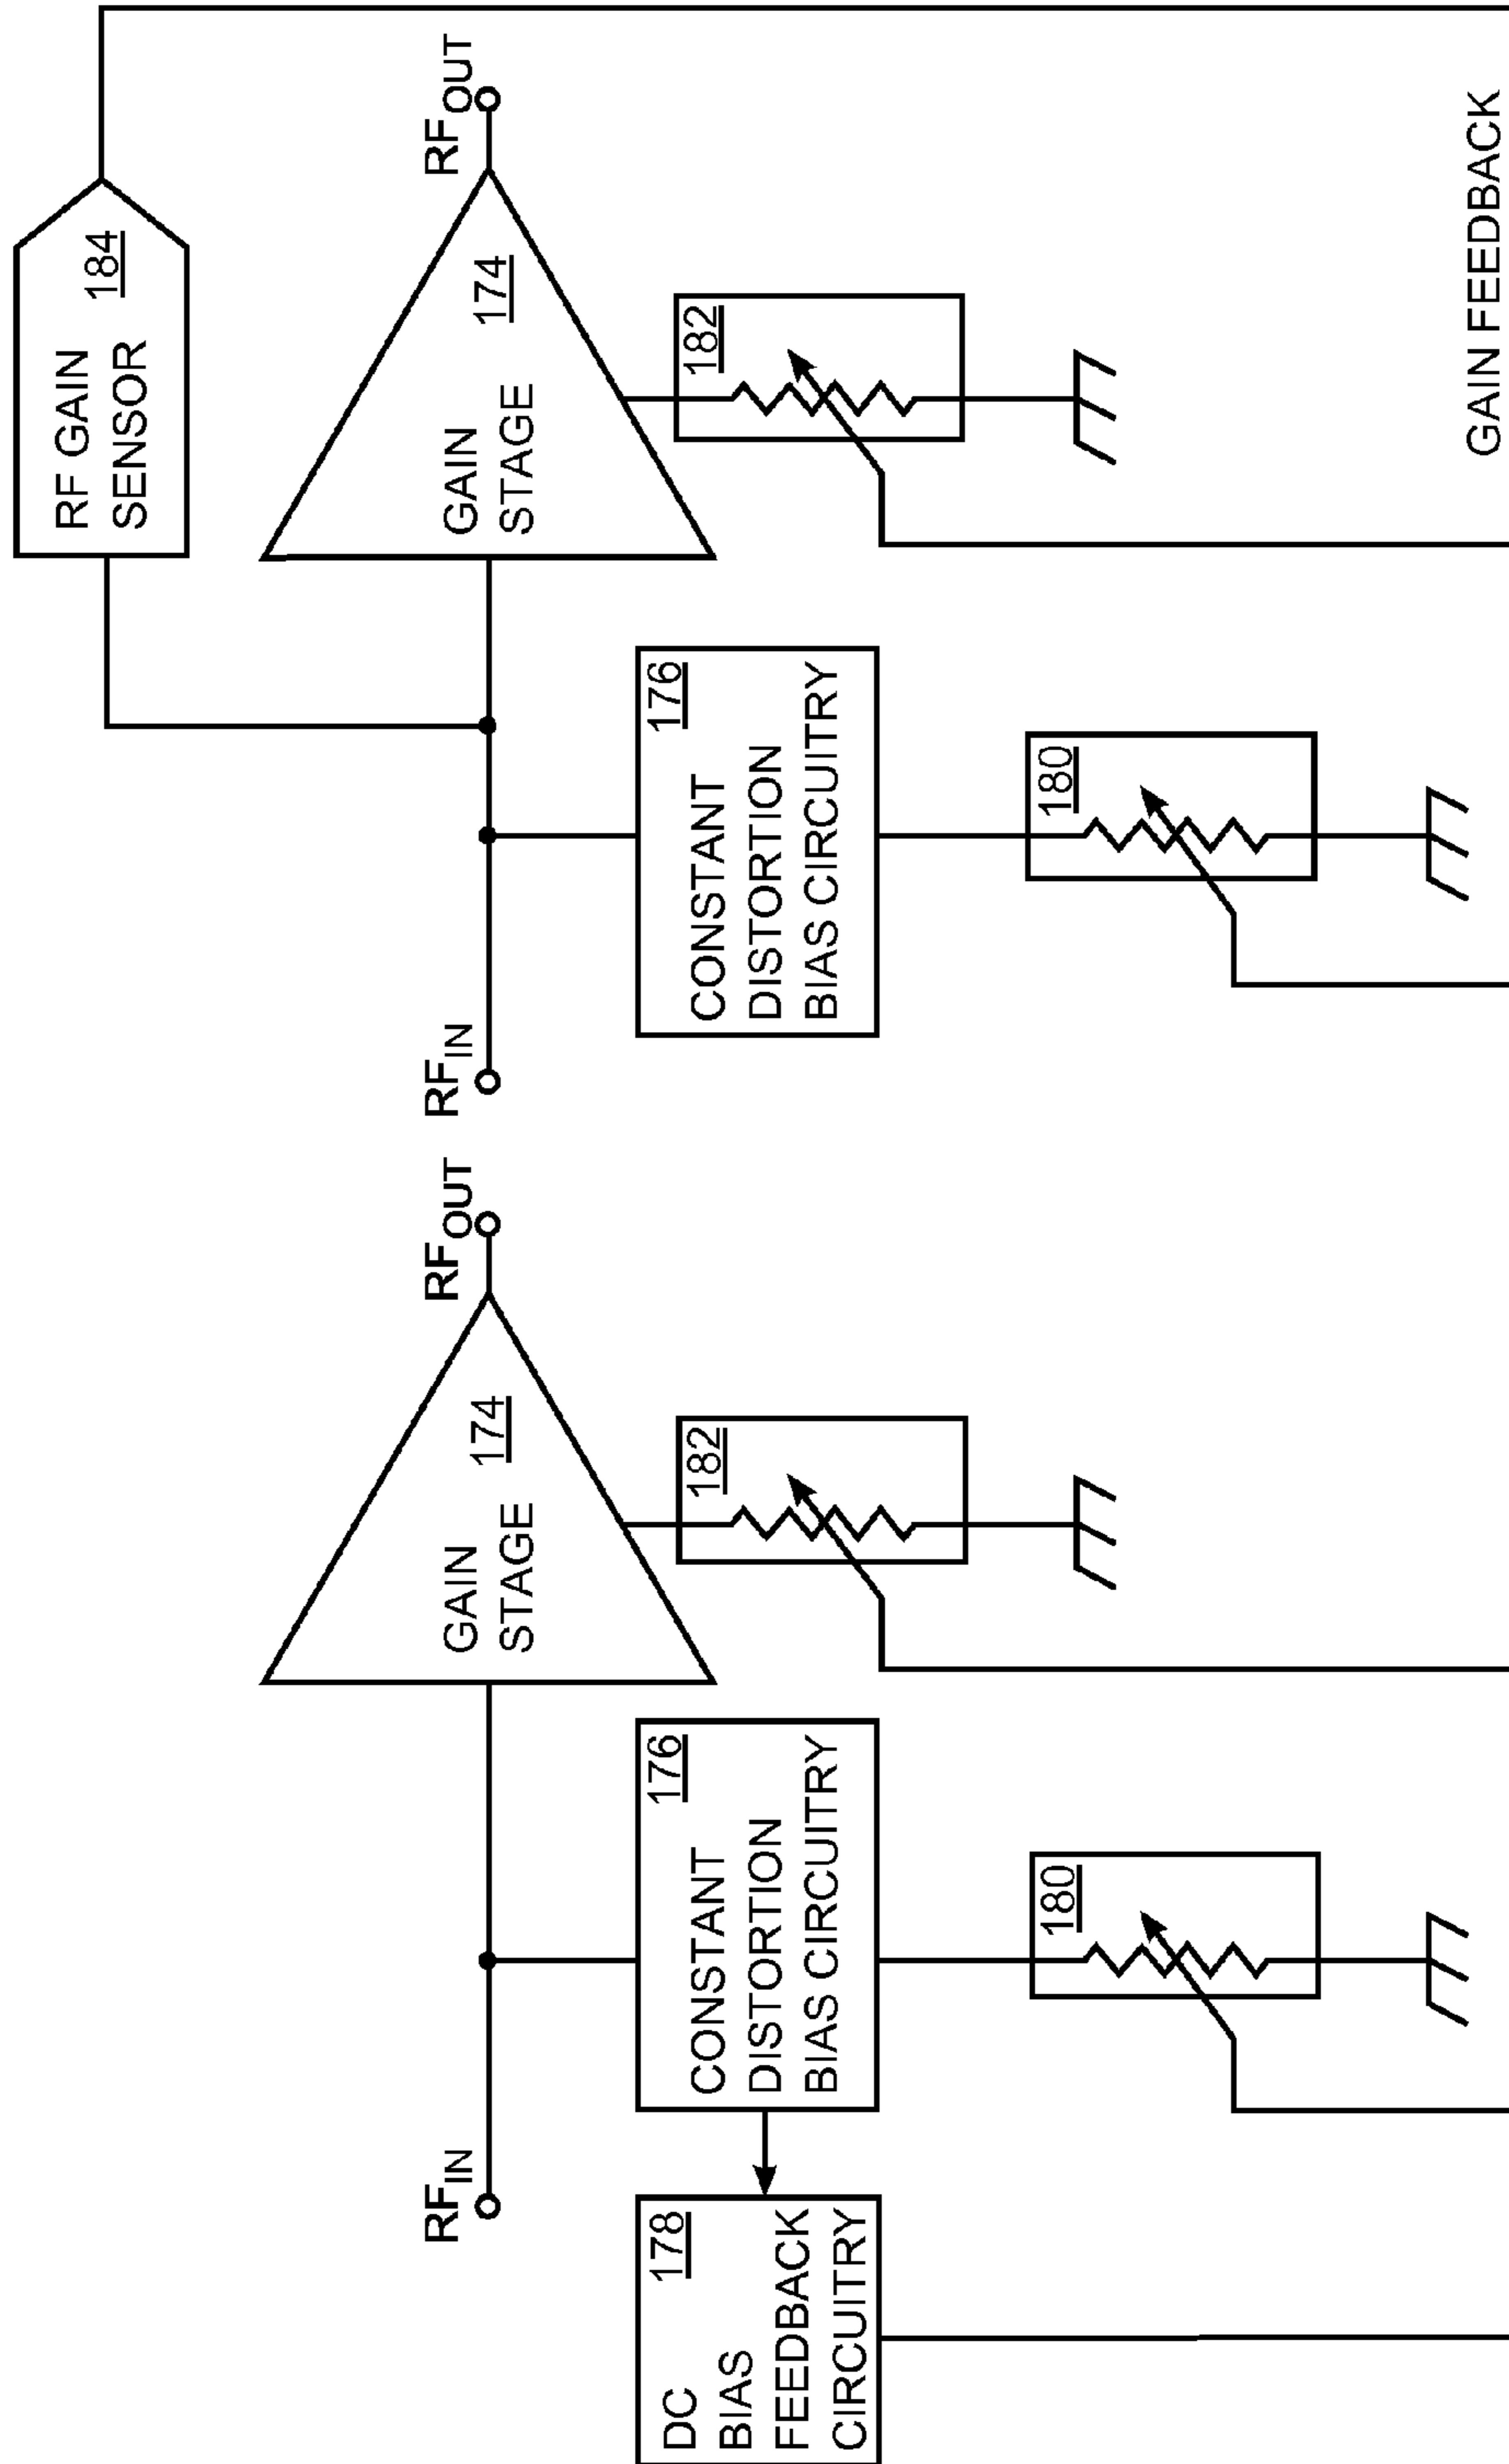 DC
BIAS
FEEDBACK
CIRCUITRY
178
RF_IN
CONSTANT
DISTORTION
BIAS CIRCUITRY
176
180
GAIN
STAGE
174
182
RF_OUT
RF_IN
CONSTANT
DISTORTION
BIAS CIRCUITRY
176
180
RF GAIN
SENSOR
184
GAIN
STAGE
174
182
RF_OUT
GAIN FEEDBACK